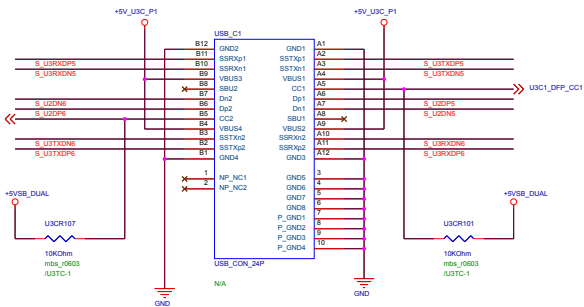 +5V_U3C_P1
+5V_U3C_P1
USB_C1
B12 GND2 GND1 A1
B11 SSRXp1 SSTXp1 A2
S_U3RXDP5 B10 SSRXn1 SSTXn1 A3 S_U3TXDP5
S_U3RXDN5 B9 VBUS3 VBUS1 A4 S_U3TXDN5
B8 SBU2 CC1 A5 U3C1_DFP_CC1
B7 Dn2 Dp1 A6
S_U2DN6 B6 Dp2 Dn1 A7 S_U2DP5
S_U2DP6 B5 CC2 SBU1 A8 S_U2DN5
B4 VBUS4 VBUS2 A9
B3 SSTXn2 SSRXn2 A10
S_U3TXDN6 B2 SSTXp2 SSRXp2 A11 S_U3RXDN6
S_U3TXDP6 B1 GND4 GND3 A12 S_U3RXDP6
1 NP_NC1 GND5 3
2 NP_NC2 GND6 4
GND7 5
GND8 6
P_GND1 7
P_GND2 8
P_GND3 9
P_GND4 10
+5VSB_DUAL
+5VSB_DUAL
U3CR107
10KOhm
mbs_r0603
/U3TC-1
U3CR101
10KOhm
mbs_r0603
/U3TC-1
USB_CON_24P
N/A
GND
GND